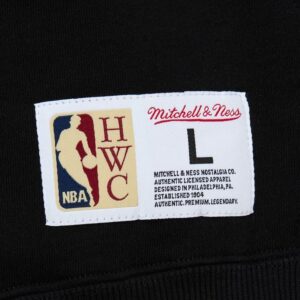 H
W
C
NBA
Mitchell & Ness
L
MITCHELL & NESS NOSTALGIA CO.
AUTHENTIC LICENSED APPAREL
DESIGNED IN PHILADELPHIA, PA.
ESTABLISHED 1904
AUTHENTIC. PREMIUM. LEGENDARY.